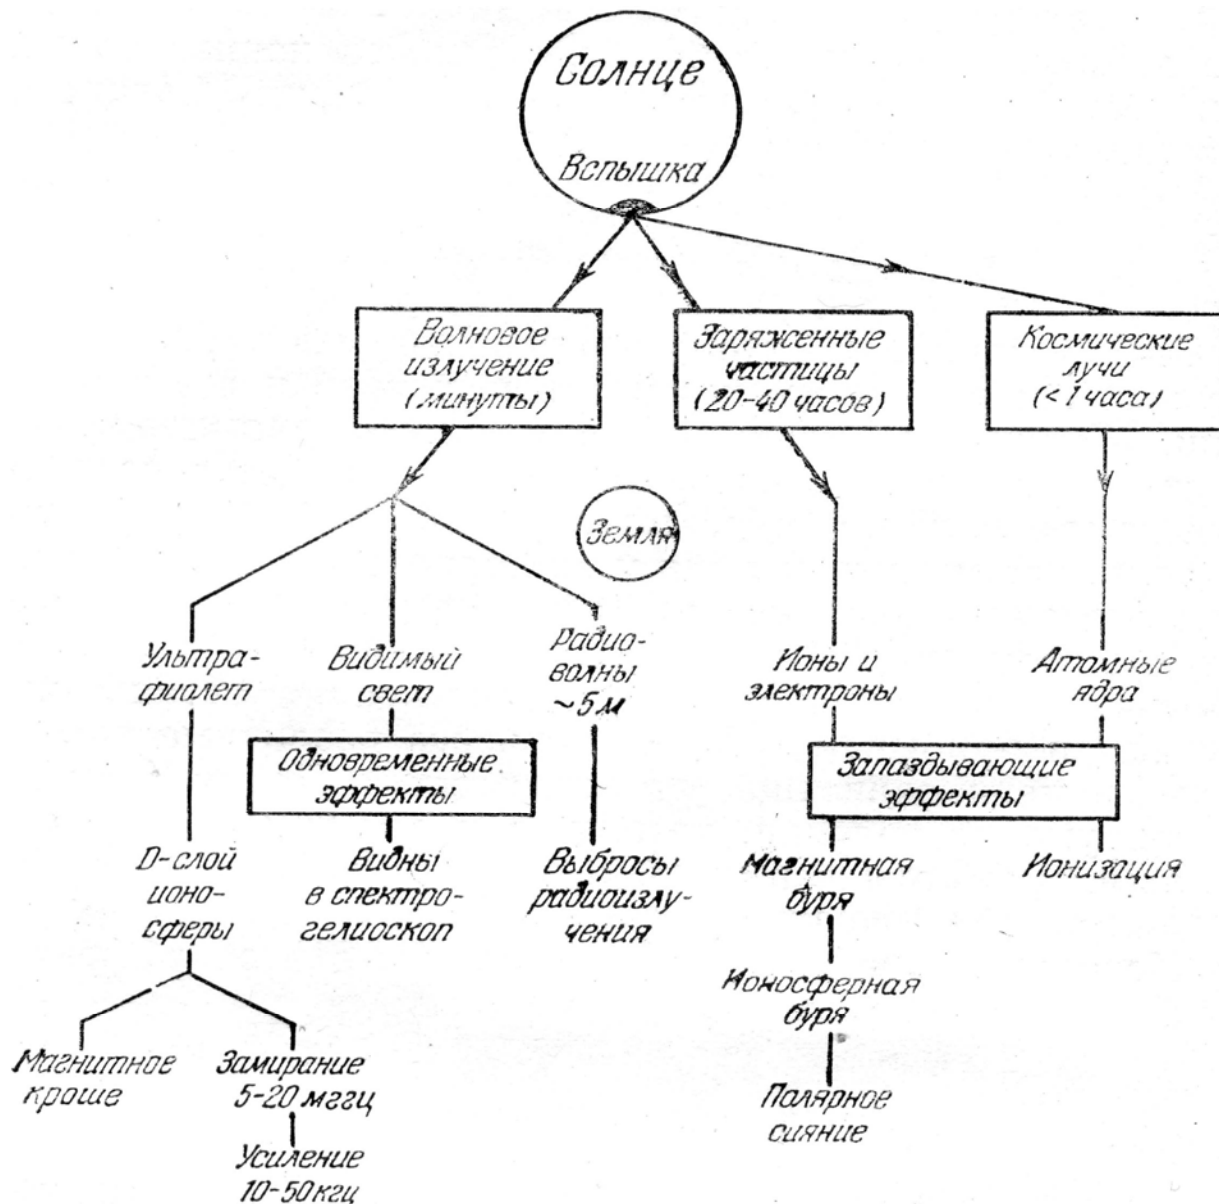 Солнце
Вспышка
Волновое
излучение
(минуты)
Заряженные
частицы
(20-40 часов)
Космические
лучи
(< 1 часа)
Земля
Ультра-
фиолет
Видимый
свет
Радио-
волны
~5м
Ионы и
электроны
Атомные
ядра
Одновременные
эффекты
Запаздывающие
эффекты
D-слой
ионо-
сферы
Видны
в спектро-
гелиоскоп
Выбросы
радиоизлу-
чения
Магнитная
буря
Ионизация
Ионосферная
буря
Магнитное
кроше
Замирание
5-20 мггц
Полярное
сияние
Усиление
10-50 кгц